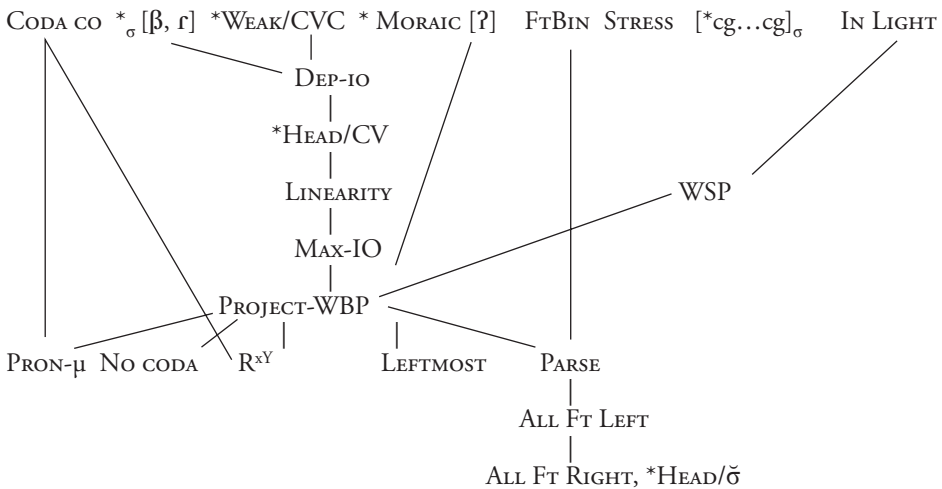 Coda co *σ[β, ɾ] *Weak/CVC * Moraic [ʔ] FtBin Stress [*cg…cg]σ In Light
Dep-io
*Head/CV
Linearity
WSP
Max-IO
Project-WBP
Pron-μ No coda RxY Leftmost Parse
All Ft Left
All Ft Right, *Head/σ̆